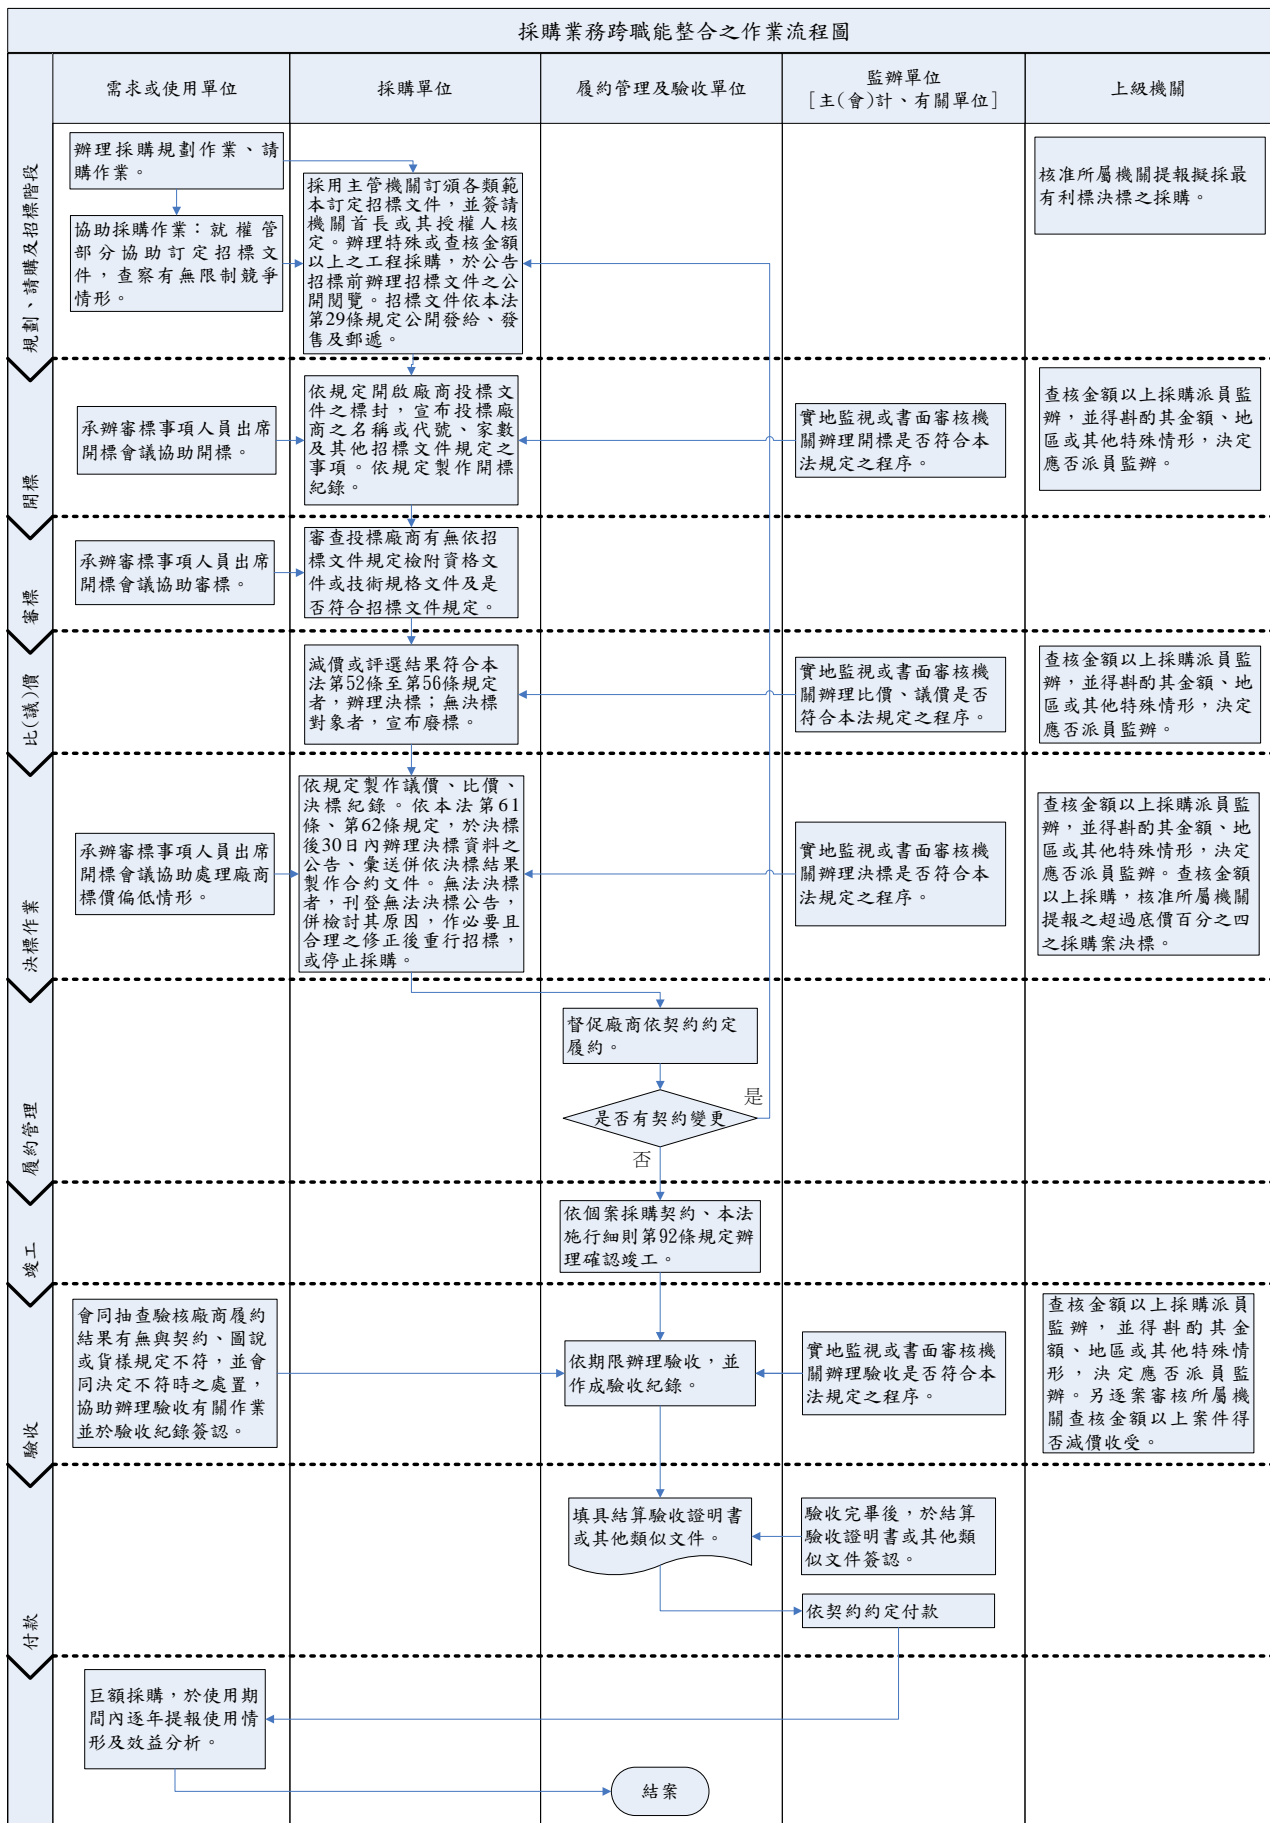 採購業務跨職能整合之作業流程圖
需求或使用單位
採購單位
履約管理及驗收單位
監辦單位
[主(會)計、有關單位]
上級機關
規劃、請購及招標階段
辦理採購規劃作業、請
購作業。
協助採購作業：就權管
部分協助訂定招標文
件，查察有無限制競爭
情形。
採用主管機關訂頒各類範
本訂定招標文件，並簽請
機關首長或其授權人核
定。辦理特殊或查核金額
以上之工程採購，於公告
招標前辦理招標文件之公
開閱覽。招標文件依本法
第29條規定公開發給、發
售及郵遞。
核准所屬機關提報擬採最
有利標決標之採購。
開標
承辦審標事項人員出席
開標會議協助開標。
依規定開啟廠商投標文
件之標封，宣布投標廠
商之名稱或代號、家數
及其他招標文件規定之
事項。依規定製作開標
紀錄。
實地監視或書面審核機
關辦理開標是否符合本
法規定之程序。
查核金額以上採購派員監
辦，並得斟酌其金額、地
區或其他特殊情形，決定
應否派員監辦。
審標
承辦審標事項人員出席
開標會議協助審標。
審查投標廠商有無依招
標文件規定檢附資格文
件或技術規格文件及是
否符合招標文件規定。
比(議)價
減價或評選結果符合本
法第52條至第56條規定
者，辦理決標；無決標
對象者，宣布廢標。
實地監視或書面審核機
關辦理比價、議價是否
符合本法規定之程序。
查核金額以上採購派員監
辦，並得斟酌其金額、地
區或其他特殊情形，決定
應否派員監辦。
決標作業
承辦審標事項人員出席
開標會議協助處理廠商
標價偏低情形。
依規定製作議價、比價、
決標紀錄。依本法第61
條、第62條規定，於決標
後30日內辦理決標資料之
公告、彙送併依決標結果
製作合約文件。無法決標
者，刊登無法決標公告，
併檢討其原因，作必要且
合理之修正後重行招標，
或停止採購。
實地監視或書面審核機
關辦理決標是否符合本
法規定之程序。
查核金額以上採購派員監
辦，並得斟酌其金額、地
區或其他特殊情形，決定
應否派員監辦。查核金額
以上採購，核准所屬機關
提報之超過底價百分之四
之採購案決標。
履約管理
督促廠商依契約約定
履約。
是否有契約變更
是
否
竣工
依個案採購契約、本法
施行細則第92條規定辦
理確認竣工。
驗收
會同抽查驗核廠商履約
結果有無與契約、圖說
或貨樣規定不符，並會
同決定不符時之處置，
協助辦理驗收有關作業
並於驗收紀錄簽認。
依期限辦理驗收，並
作成驗收紀錄。
實地監視或書面審核機
關辦理驗收是否符合本
法規定之程序。
查核金額以上採購派員
監辦，並得斟酌其金
額、地區或其他特殊情
形，決定應否派員監
辦。另逐案審核所屬機
關查核金額以上案件得
否減價收受。
付款
填具結算驗收證明書
或其他類似文件。
驗收完畢後，於結算
驗收證明書或其他類
似文件簽認。
依契約約定付款
巨額採購，於使用期
間內逐年提報使用情
形及效益分析。
結案